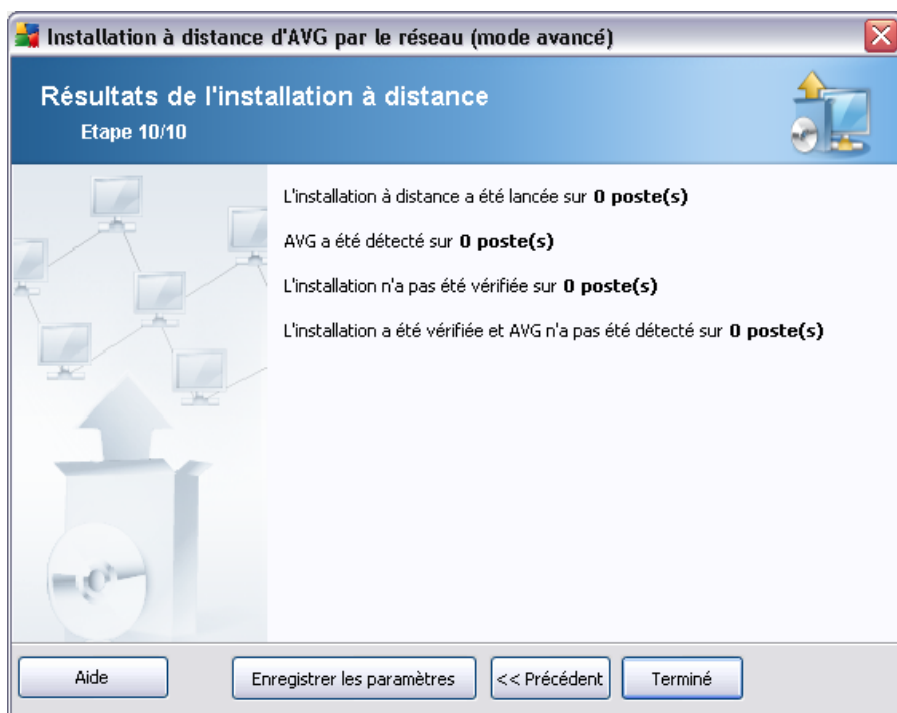 Installation à distance d'AVG par le réseau (mode avancé)
Résultats de l'installation à distance
Etape 10/10
L'installation à distance a été lancée sur 0 poste(s)
AVG a été détecté sur 0 poste(s)
L'installation n'a pas été vérifiée sur 0 poste(s)
L'installation a été vérifiée et AVG n'a pas été détecté sur 0 poste(s)
Aide
Enregistrer les paramètres
<< Précédent
Terminé